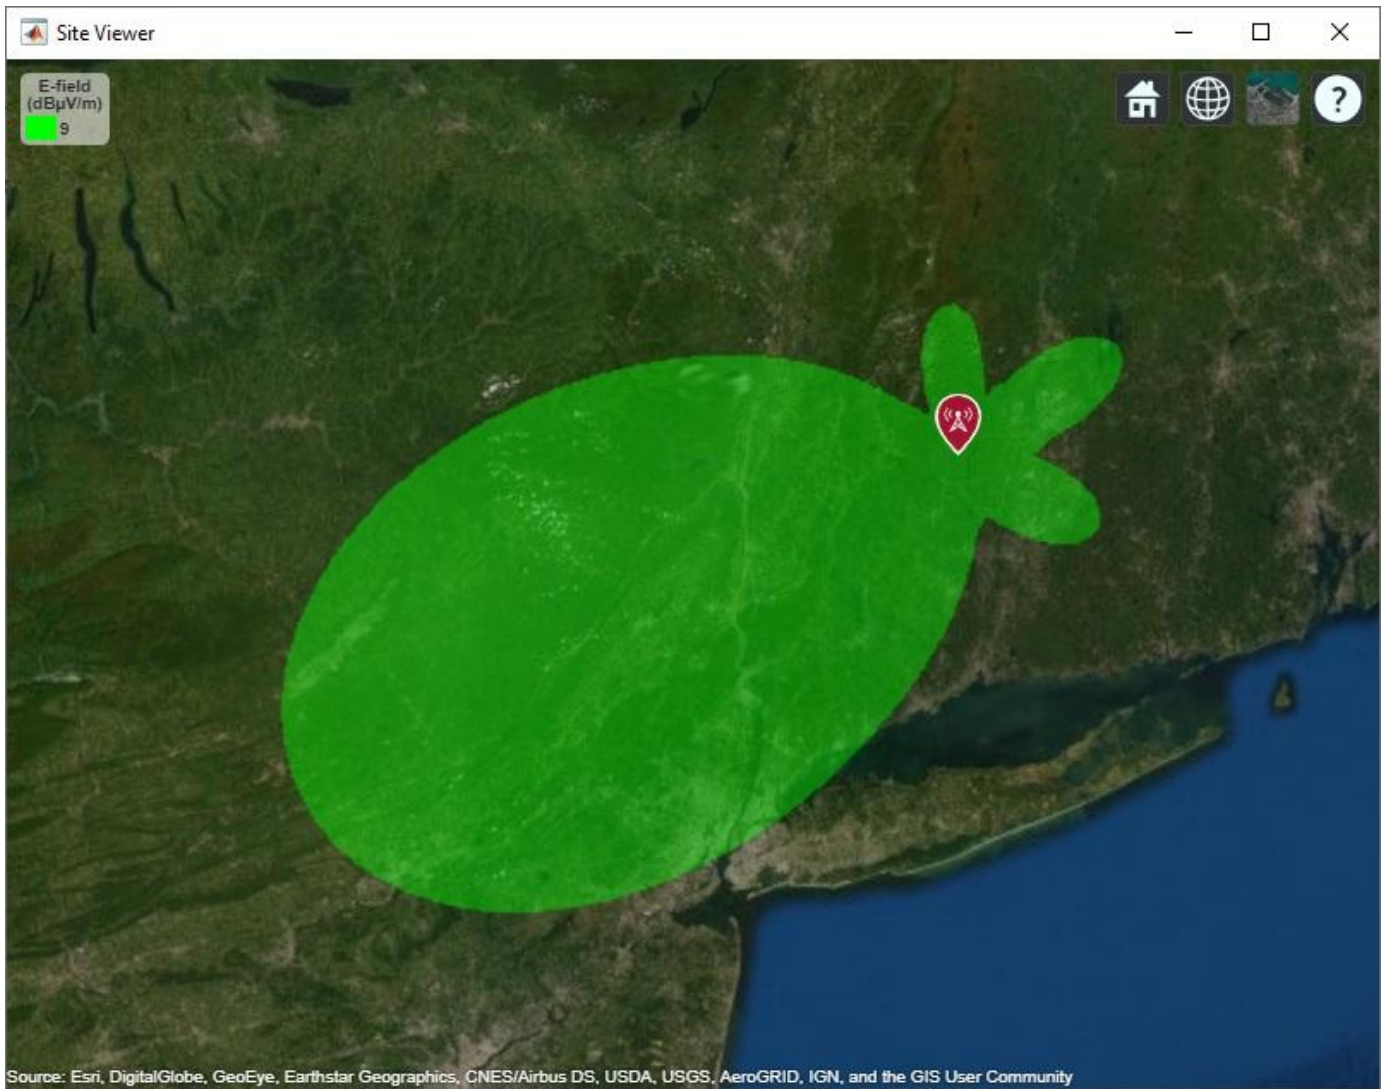 Site Viewer
E-field
(dBμV/m)
9
?
Source: Esri, DigitalGlobe, GeoEye, Earthstar Geographics, CNES/Airbus DS, USDA, USGS, AeroGRID, IGN, and the GIS User Community